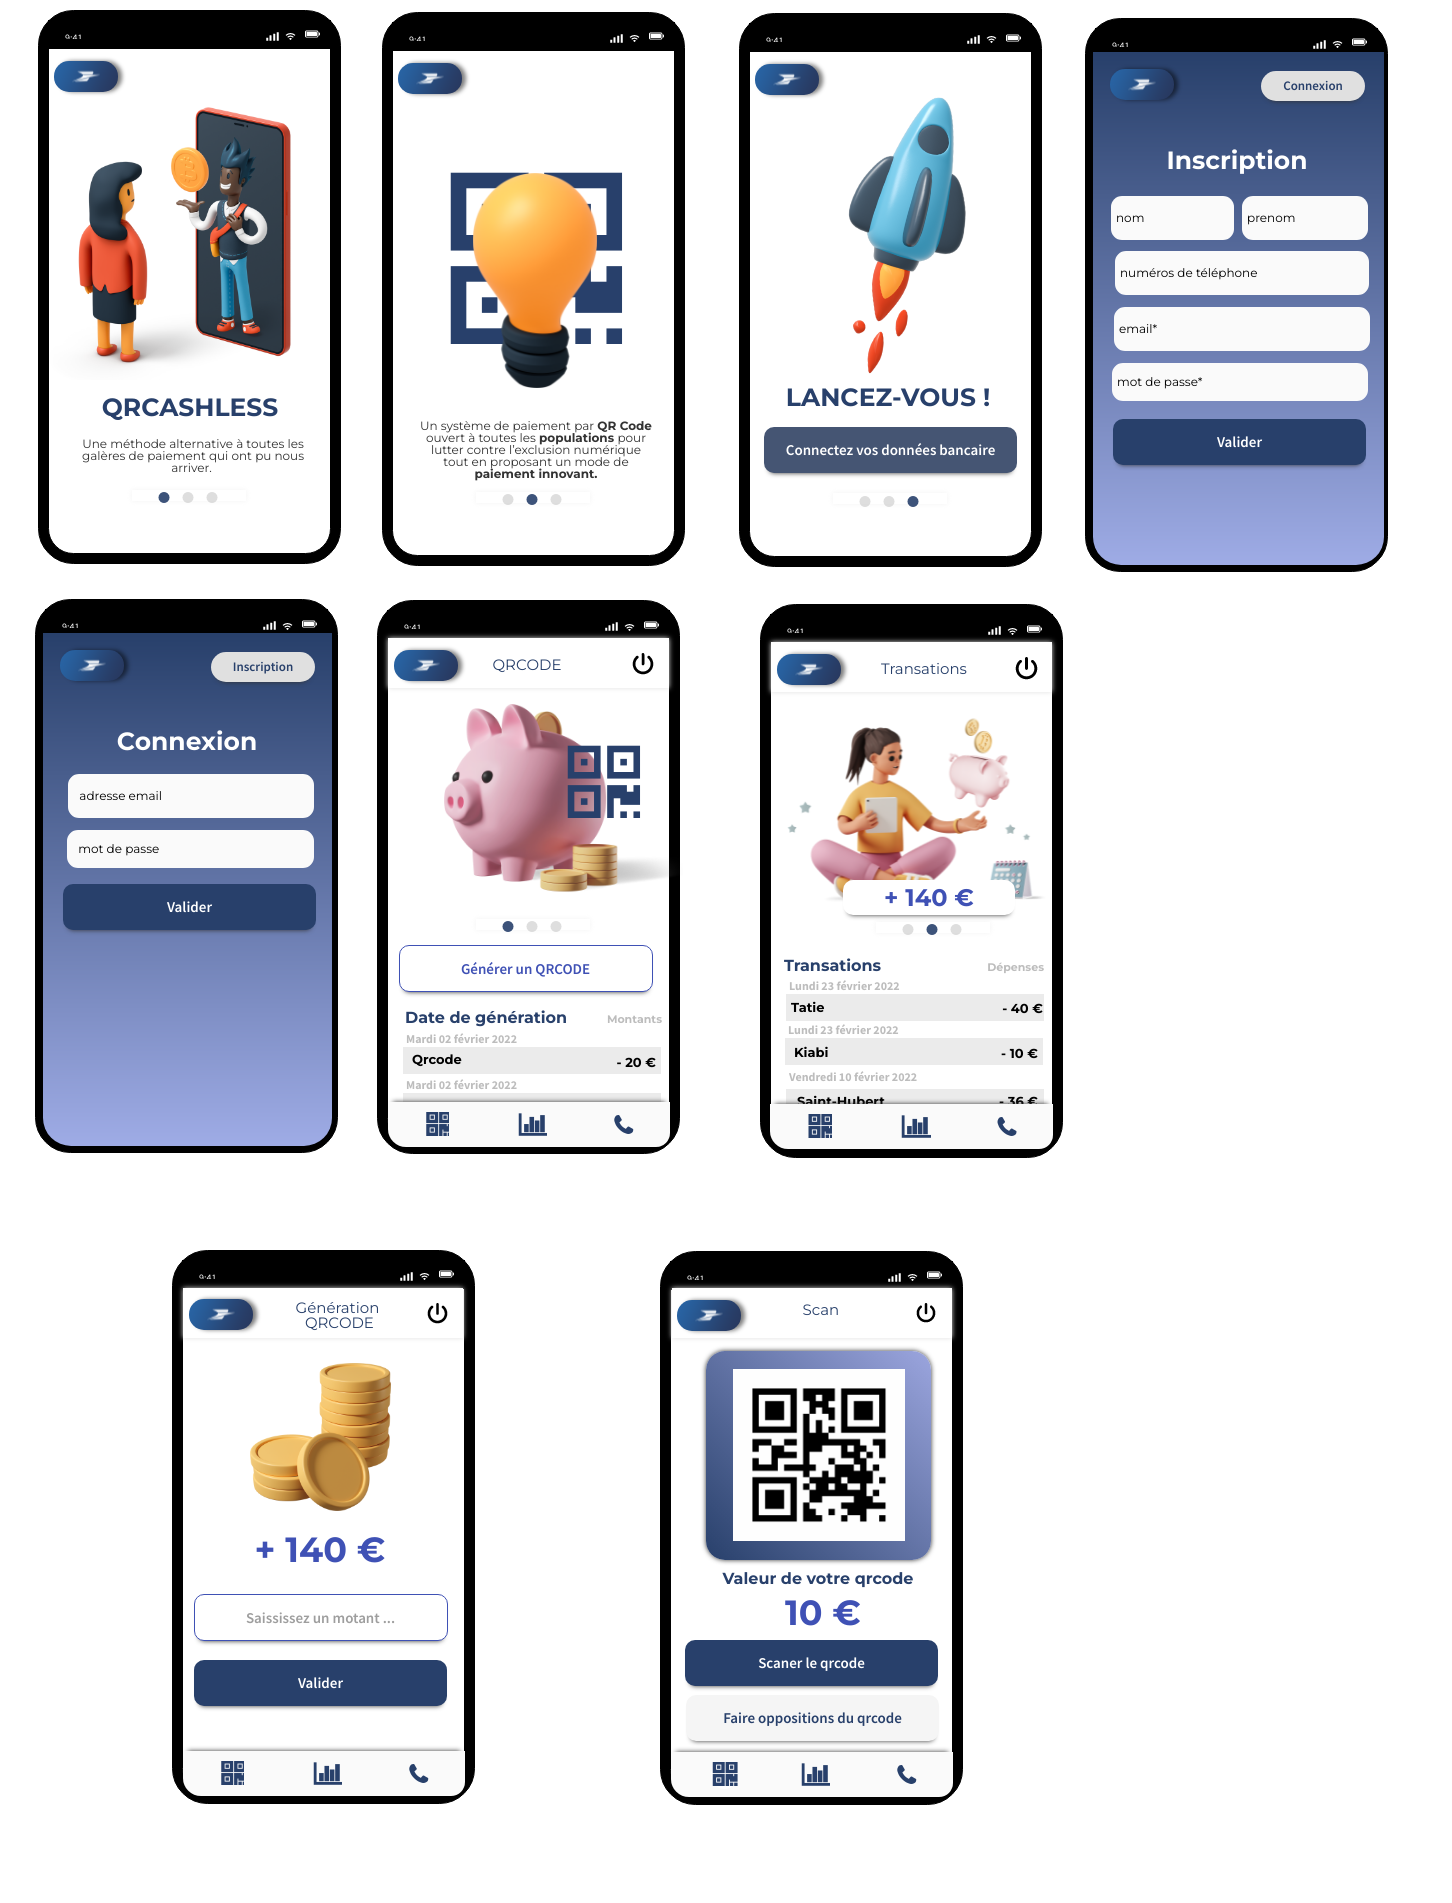 9:41
QRCASHLESS
Une méthode alternative à toutes les
galères de paiement qui ont pu nous
arriver.
9:41
Un système de paiement par QR Code
ouvert à toutes les populations pour
lutter contre l'exclusion numérique
tout en proposant un mode de
paiement innovant.
9:41
LANCEZ-VOUS !
Connectez vos données bancaire
9:41
Connexion
Inscription
nom
prenom
numéros de téléphone
email*
mot de passe*
Valider
9:41
Inscription
Connexion
adresse email
mot de passe
Valider
9:41
QRCODE
Générer un QRCODE
Date de génération
Montants
Mardi 02 février 2022
Qrcode
- 20 €
Mardi 02 février 2022
9:41
Transations
+ 140 €
Transations
Dépenses
Lundi 23 février 2022
Tatie
- 40 €
Lundi 23 février 2022
Kiabi
- 10 €
Vendredi 10 février 2022
Saint-Hubert
- 36 €
9:41
Génération
QRCODE
+ 140 €
Saississez un motant ...
Valider
9:41
Scan
Valeur de votre qrcode
10 €
Scaner le qrcode
Faire oppositions du qrcode